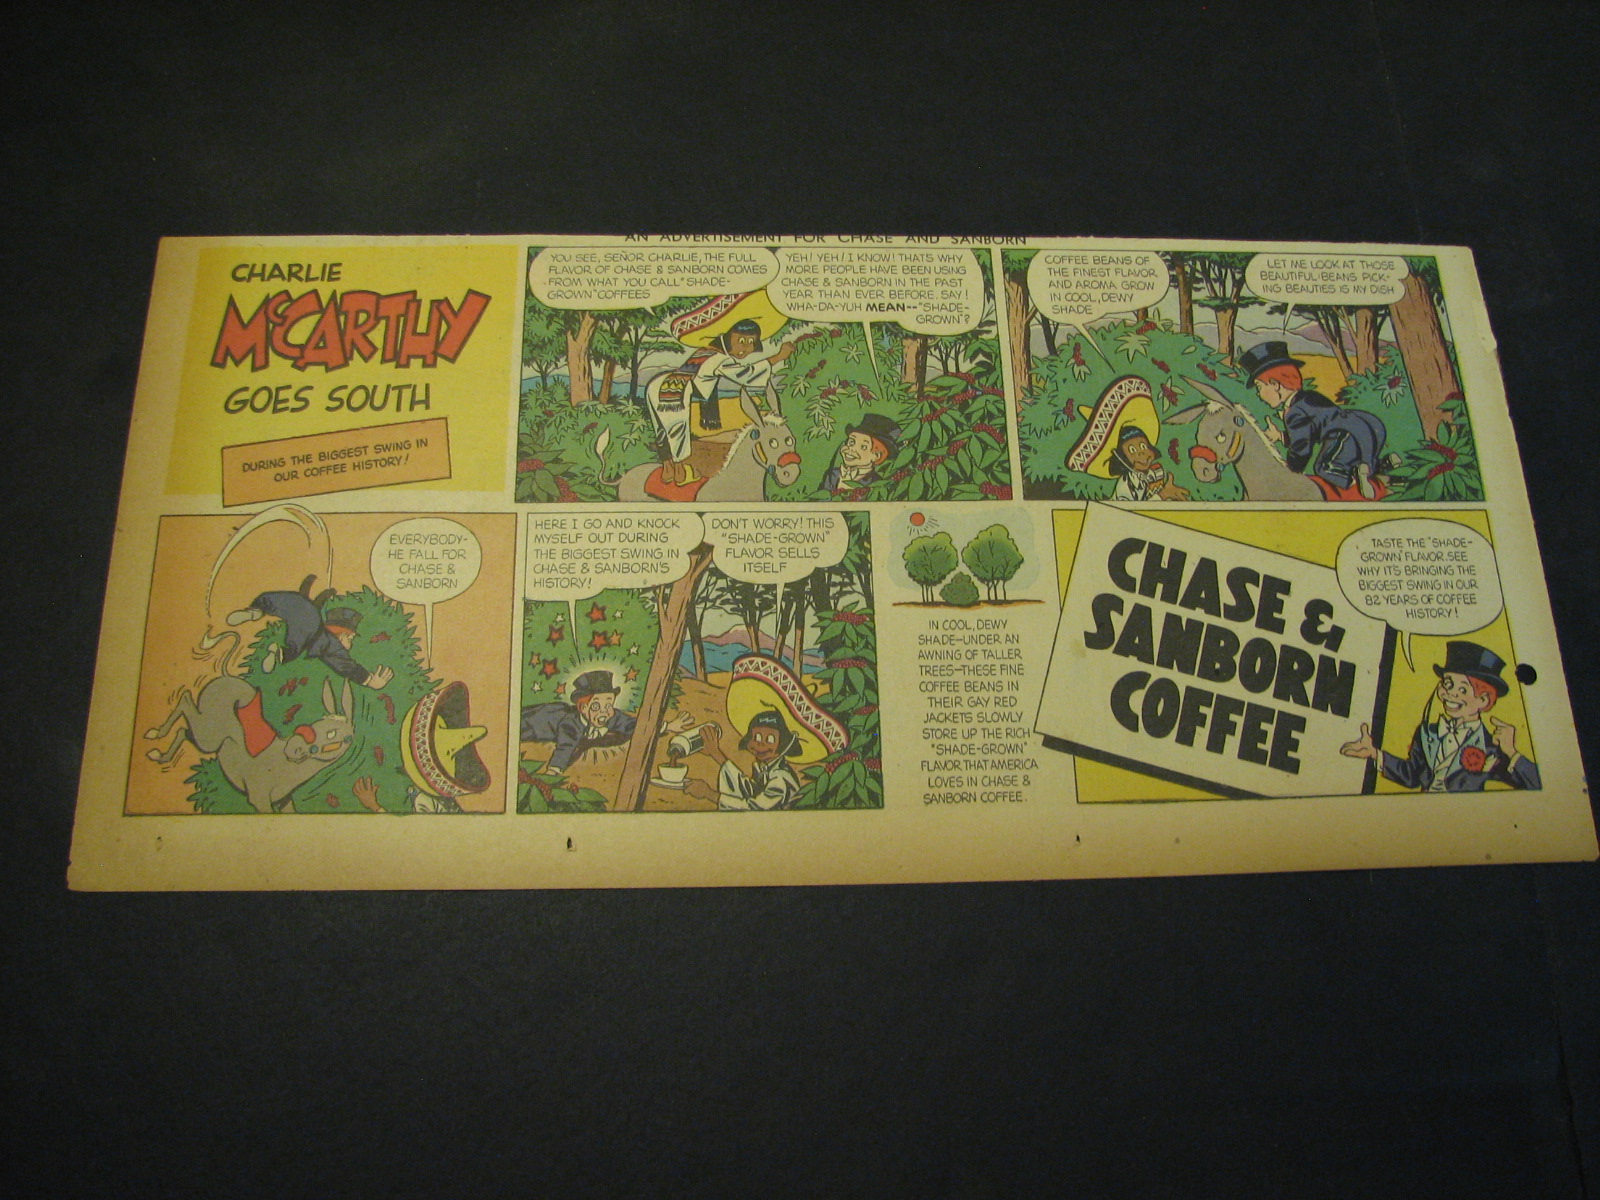 AN ADVERTISEMENT FOR CHASE AND SANBORN
CHARLIE
McCARTHY
GOES SOUTH
DURING THE BIGGEST SWING IN
OUR COFFEE HISTORY!
YOU SEE, SEÑOR CHARLIE, THE FULL
FLAVOR OF CHASE & SANBORN COMES
FROM WHAT YOU CALL "SHADE-
GROWN" COFFEES
YEH! YEH! I KNOW! THAT'S WHY
MORE PEOPLE HAVE BEEN USING
CHASE & SANBORN IN THE PAST
YEAR THAN EVER BEFORE. SAY!
WHA-DA-YUH MEAN--"SHADE-
GROWN"?
COFFEE BEANS OF
THE FINEST FLAVOR
AND AROMA GROW
IN COOL, DEWY
SHADE
LET ME LOOK AT THOSE
BEAUTIFUL BEANS. PICK-
ING BEAUTIES IS MY DISH
EVERYBODY-
HE FALL FOR
CHASE &
SANBORN
HERE I GO AND KNOCK
MYSELF OUT DURING
THE BIGGEST SWING IN
CHASE & SANBORN'S
HISTORY!
DON'T WORRY! THIS
"SHADE-GROWN"
FLAVOR SELLS
ITSELF
IN COOL, DEWY
SHADE—UNDER AN
AWNING OF TALLER
TREES—THESE FINE
COFFEE BEANS IN
THEIR GAY RED
JACKETS SLOWLY
STORE UP THE RICH
"SHADE-GROWN"
FLAVOR THAT AMERICA
LOVES IN CHASE &
SANBORN COFFEE.
CHASE &
SANBORN
COFFEE
TASTE THE "SHADE-
GROWN" FLAVOR. SEE
WHY IT'S BRINGING THE
BIGGEST SWING IN OUR
82 YEARS OF COFFEE
HISTORY!